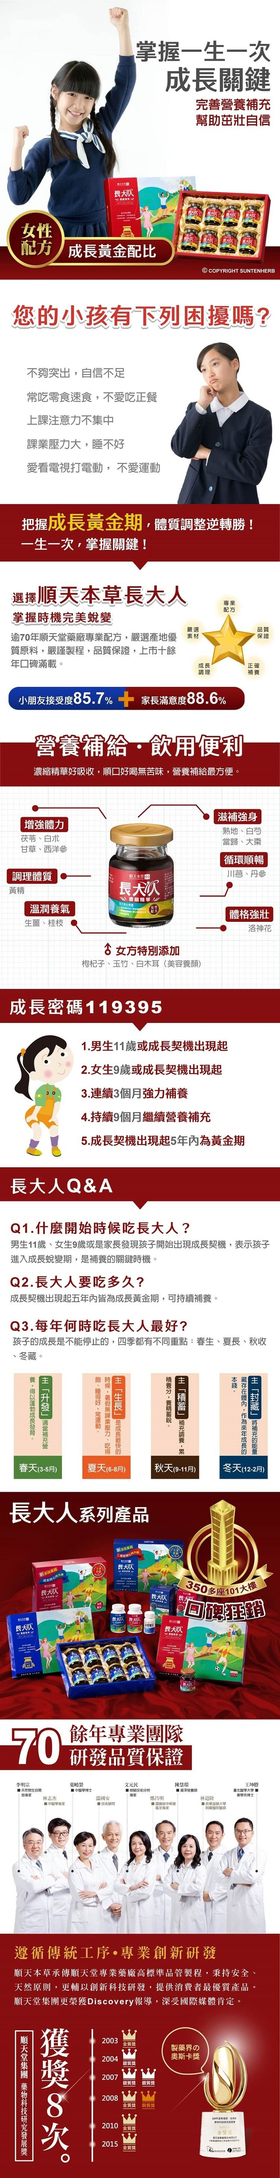 掌握一生一次
成長關鍵
完善營養補充
幫助茁壯自信
女性
配方
成長黃金配比
© COPYRIGHT SUNTENHERB
您的小孩有下列困擾嗎?
不夠突出，自信不足
常吃零食速食，不愛吃正餐
上課注意力不集中
課業壓力大，睡不好
愛看電視打電動， 不愛運動
把握成長黃金期，體質調整逆轉勝！
一生一次，掌握關鍵！
選擇順天本草長大人
掌握時機完美蛻變
逾70年順天堂藥廠專業配方，嚴選產地優
質原料，嚴謹製程，品質保證，上市十餘
年口碑滿載。
專業
配方
嚴選
素材
品質
保證
成長
調理
正確
補養
小朋友接受度85.7% + 家長滿意度88.6%
營養補給・飲用便利
濃縮精華好吸收，順口好喝無苦味，營養補給最方便。
增強體力
茯苓、白朮
甘草、西洋參
調理體質
黃精
溫潤養氣
生薑、桂枝
滋補強身
熟地、白芍
當歸、大棗
循環順暢
川芎、丹參
體格強壯
洛神花
長大人
女方特別添加
枸杞子、玉竹、白木耳（美容養顏）
成長密碼119395
1.男生11歲或成長契機出現起
2.女生9歲或成長契機出現起
3.連續3個月強力補養
4.持續9個月繼續營養補充
5.成長契機出現起5年內為黃金期
長大人Q&A
Q1.什麼開始時候吃長大人？
男生11歲、女生9歲或是家長發現孩子開始出現成長契機，表示孩子
進入成長蛻變期，是補養的關鍵時機。
Q2.長大人要吃多久?
成長契機出現起五年內皆為成長黃金期，可持續補養。
Q3.每年何時吃長大人最好?
孩子的成長是不能停止的，四季都有不同重點：春生、夏長、秋收
、冬藏。
主「升發」
春天(3-5月)
主「生長」
夏天(6-8月)
主「積蓄」
秋天(9-11月)
主「封藏」
冬天(12-2月)
長大人系列產品
350多座101大樓
口碑狂銷
70餘年專業團隊
研發品質保證
遵循傳統工序・專業創新研發
順天本草承傳順天堂專業藥廠高標準品管製程，秉持安全、
天然原則，更輔以創新科技研發，提供消費者最優質產品。
順天堂集團更榮獲Discovery報導，深受國際媒體肯定。
順天堂集團 藥物科技研究發展獎
獲獎8次。
2003
2004
2007
2008
2010
2015
製藥界の
奧斯卡獎